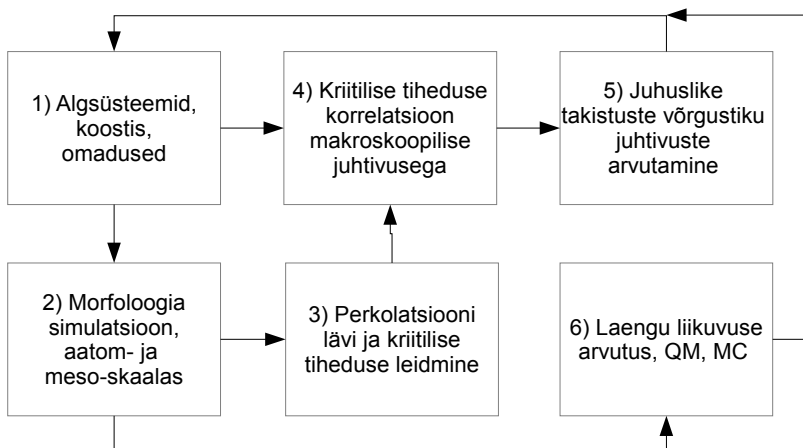 1) Algsüsteemid,
koostis,
omadused
4) Kriitilise tiheduse
korrelatsioon
makroskoopilise
juhtivusega
5) Juhuslike
takistuste võrgustiku
juhtivuste
arvutamine
2) Morfoloogia
simulatsioon,
aatom- ja
meso-skaalas
3) Perkolatsiooni
lävi ja kriitilise
tiheduse leidmine
6) Laengu liikuvuse
arvutus, QM, MC